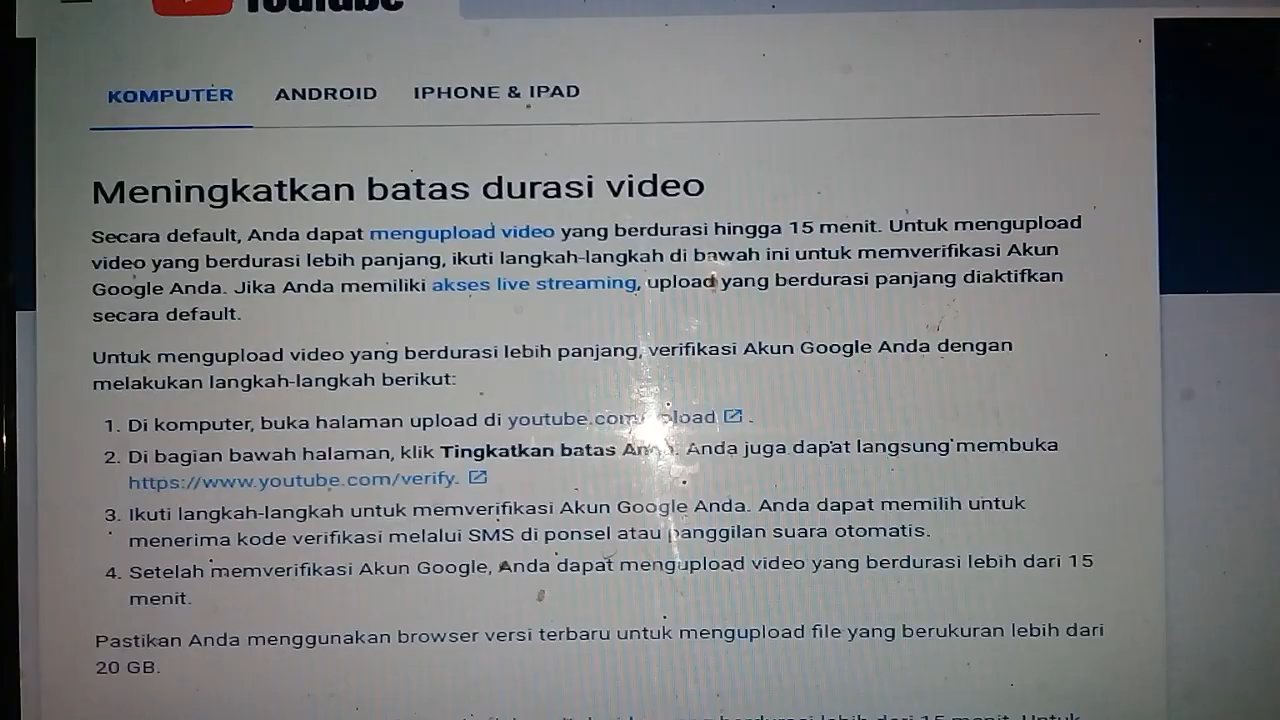 YouTube
KOMPUTER ANDROID IPHONE & IPAD
Meningkatkan batas durasi video
Secara default, Anda dapat mengupload video yang berdurasi hingga 15 menit. Untuk mengupload
video yang berdurasi lebih panjang, ikuti langkah-langkah di bawah ini untuk memverifikasi Akun
Google Anda. Jika Anda memiliki akses live streaming, upload yang berdurasi panjang diaktifkan
secara default.
Untuk mengupload video yang berdurasi lebih panjang, verifikasi Akun Google Anda dengan
melakukan langkah-langkah berikut:
1. Di komputer, buka halaman upload di youtube.com/upload .
2. Di bagian bawah halaman, klik Tingkatkan batas Anda. Anda juga dapat langsung membuka
https://www.youtube.com/verify.
3. Ikuti langkah-langkah untuk memverifikasi Akun Google Anda. Anda dapat memilih untuk
menerima kode verifikasi melalui SMS di ponsel atau panggilan suara otomatis.
4. Setelah memverifikasi Akun Google, Anda dapat mengupload video yang berdurasi lebih dari 15
menit.
Pastikan Anda menggunakan browser versi terbaru untuk mengupload file yang berukuran lebih dari
20 GB.